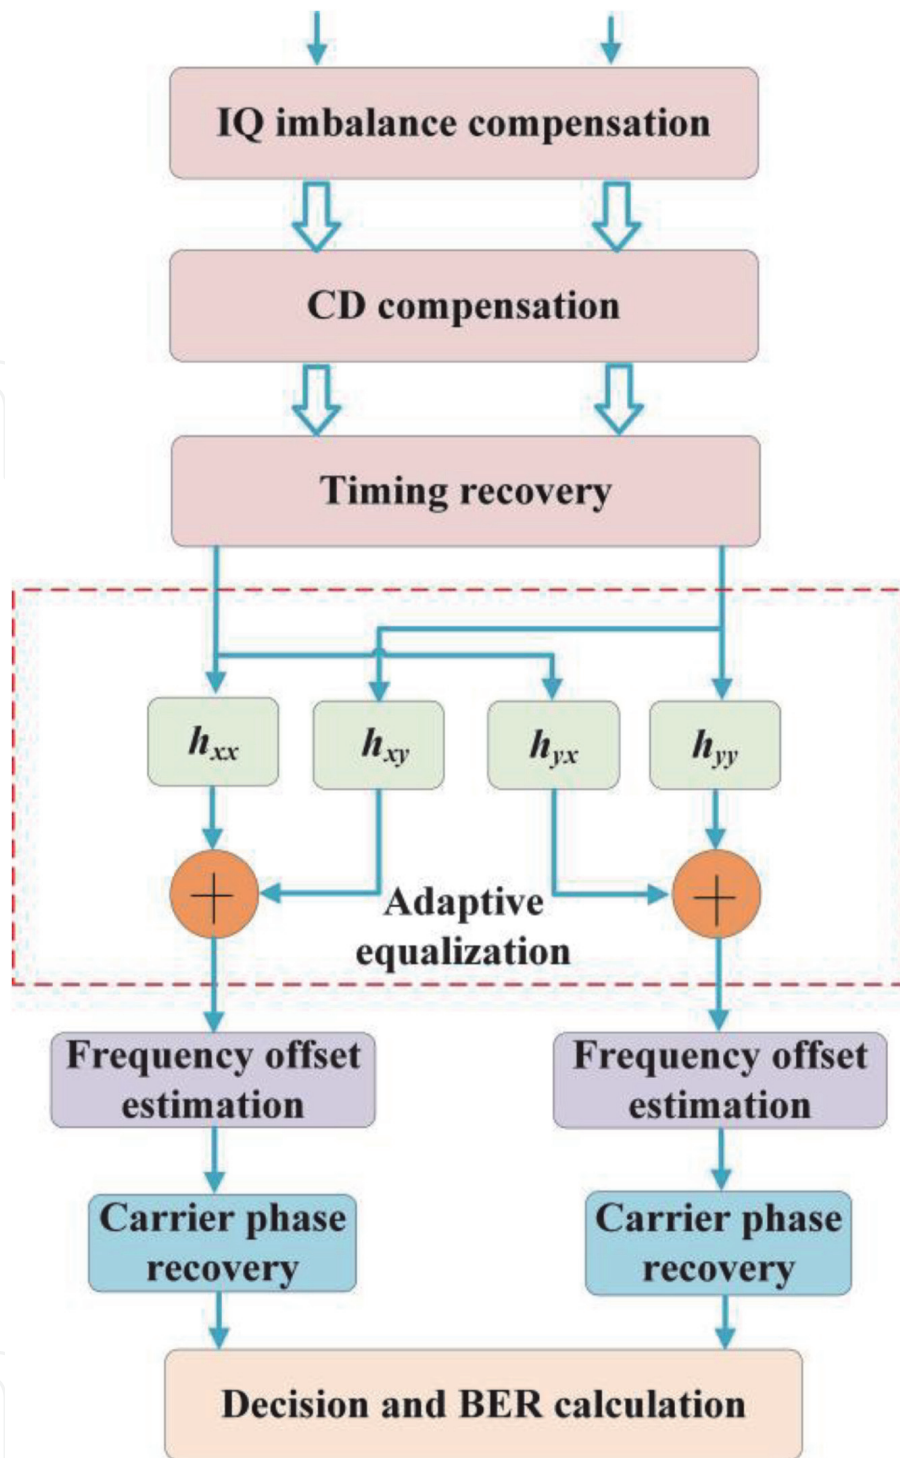 IQ imbalance compensation
CD compensation
Timing recovery
hxx
hxy
hyx
hyy
+
+
Adaptive
equalization
Frequency offset
estimation
Frequency offset
estimation
Carrier phase
recovery
Carrier phase
recovery
Decision and BER calculation